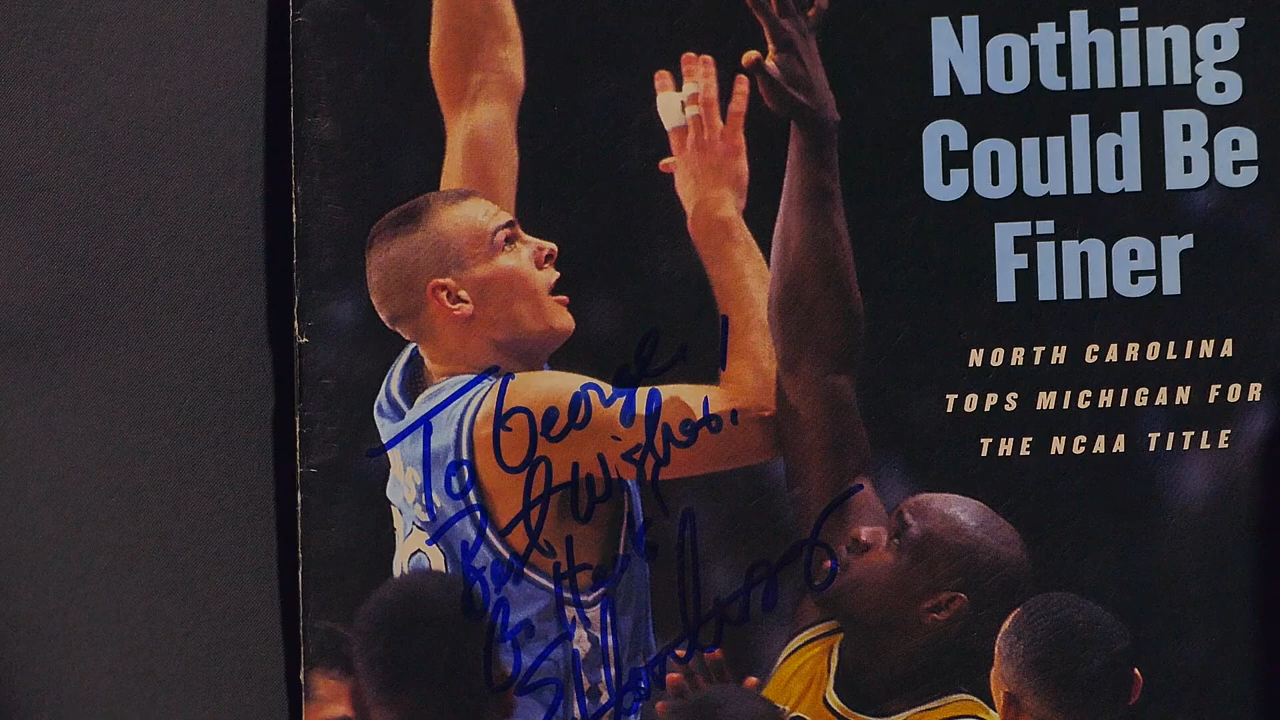 Nothing
Could Be
Finer
NORTH CAROLINA
TOPS MICHIGAN FOR
THE NCAA TITLE
To George!
Best Wishes!